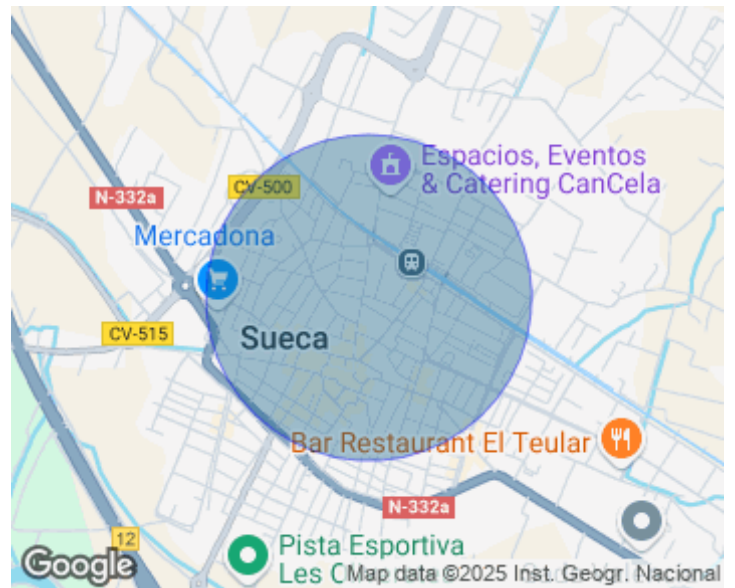 Espacios, Eventos
& Catering CanCela
CV-500
N-332a
Mercadona
CV-515
Sueca
Bar Restaurant El Teular
N-332a
12
Pista Esportiva
Les
Google
Map data ©2025 Inst. Geogr. Nacional